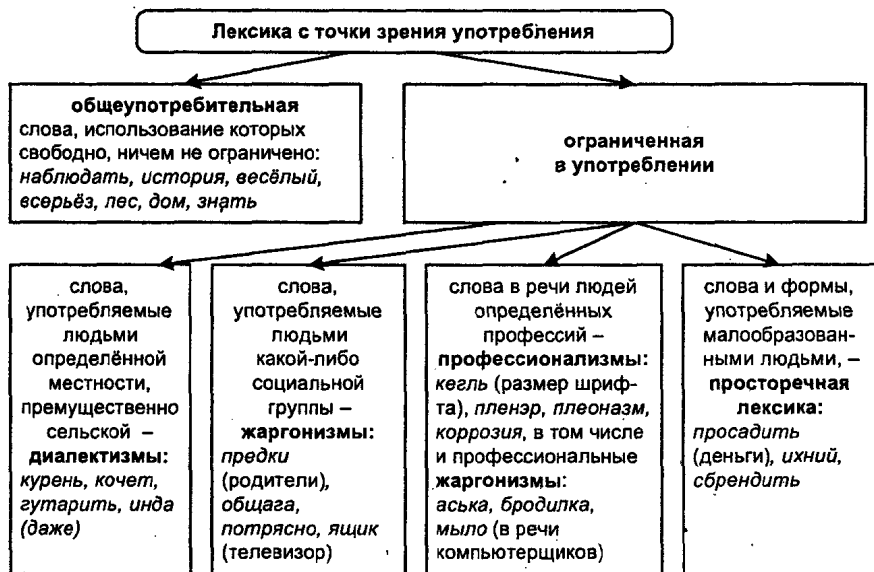 Лексика с точки зрения употребления
общеупотребительная
слова, использование которых
свободно, ничем не ограничено:
наблюдать, история, весёлый,
всерьёз, лес, дом, знать
ограниченная
в употреблении
слова,
употребляемые
людьми
определённой
местности,
премущественно
сельской –
диалектизмы:
курень, кочет,
гутарить, инда
(даже)
слова,
употребляемые
людьми
какой-либо
социальной
группы –
жаргонизмы:
предки
(родители),
общага,
потрясно, ящик
(телевизор)
слова в речи людей
определённых
профессий –
профессионализмы:
кегль (размер шриф-
та), пленэр, плеоназм,
коррозия, в том числе
и профессиональные
жаргонизмы:
аська, бродилка,
мыло (в речи
компьютерщиков)
слова и формы,
употребляемые
малообразован-
ными людьми, –
просторечная
лексика:
просадить
(деньги), ихний,
сбрендить